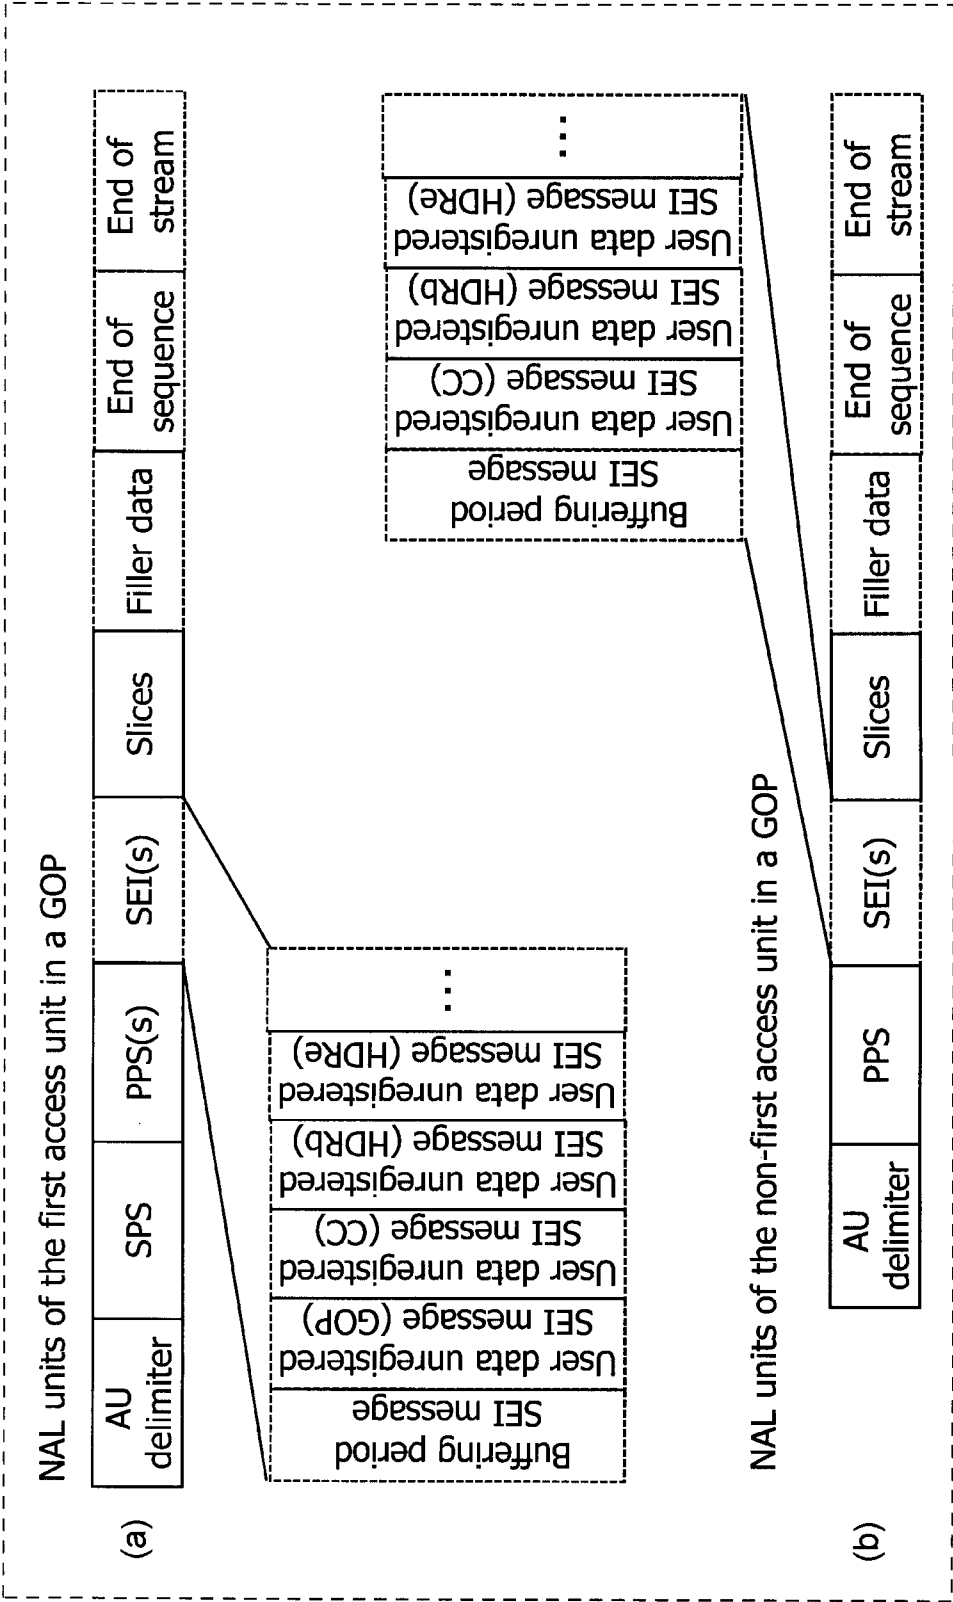 NAL units of the first access unit in a GOP
(a)
AU
delimiter
SPS
PPS(s)
SEI(s)
Slices
Filler data
End of
sequence
End of
stream
Buffering period
SEI message
User data unregistered
SEI message (GOP)
User data unregistered
SEI message (CC)
User data unregistered
SEI message (HDRb)
User data unregistered
SEI message (HDRe)
...
NAL units of the non-first access unit in a GOP
(b)
AU
delimiter
PPS
SEI(s)
Slices
Filler data
End of
sequence
End of
stream
Buffering period
SEI message
User data unregistered
SEI message (CC)
User data unregistered
SEI message (HDRb)
User data unregistered
SEI message (HDRe)
...